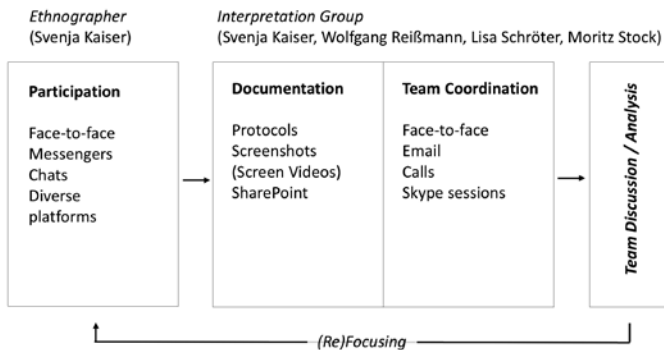 Ethnographer
(Svenja Kaiser)
Interpretation Group
(Svenja Kaiser, Wolfgang Reißmann, Lisa Schröter, Moritz Stock)
Participation
Face-to-face
Messengers
Chats
Diverse
platforms
Documentation
Protocols
Screenshots
(Screen Videos)
SharePoint
Team Coordination
Face-to-face
Email
Calls
Skype sessions
Team Discussion / Analysis
(Re)Focusing